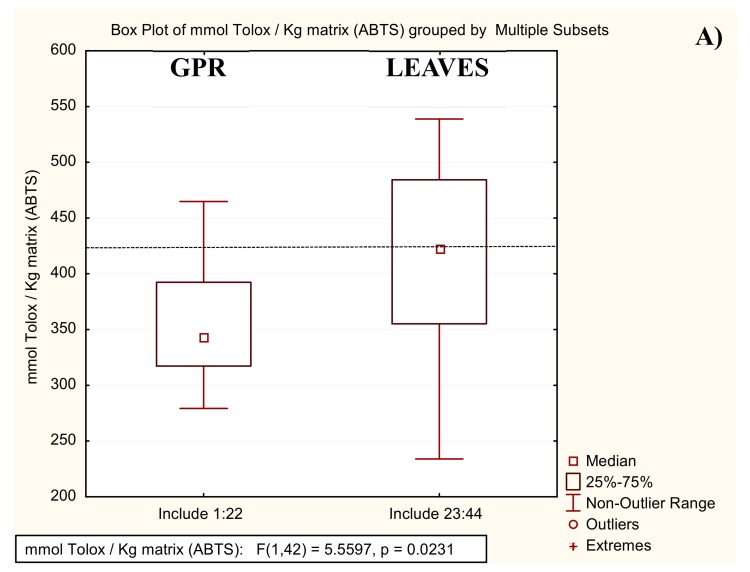 Box Plot of mmol Tolox / Kg matrix (ABTS) grouped by Multiple Subsets
A)
GPR LEAVES
mmol Tolox / Kg matrix (ABTS)
600
550
500
450
400
350
300
250
200
Include 1:22 Include 23:44
Median
25%-75%
Non-Outlier Range
Outliers
Extremes
mmol Tolox / Kg matrix (ABTS): F(1,42) = 5.5597, p = 0.0231